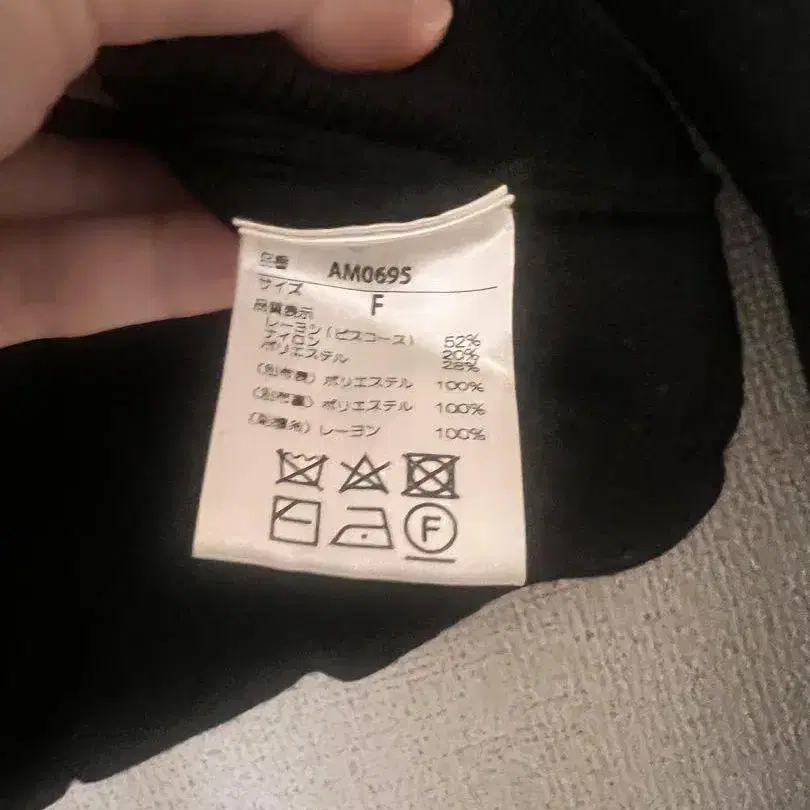 品番 AM0695
サイズ F
品質表示
レーヨン(ビスコース) 52%
ナイロン 20%
ポリエステル 28%
(別布表) ポリエステル 100%
(別布裏) ポリエステル 100%
(刺繍糸) レーヨン 100%
F